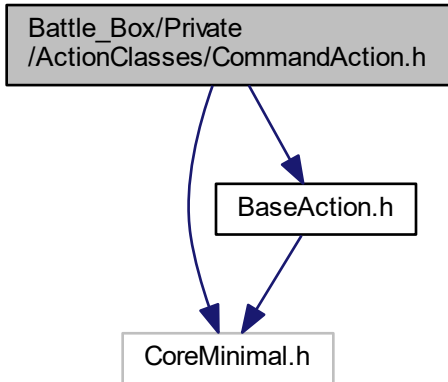 Battle_Box/Private
/ActionClasses/CommandAction.h
BaseAction.h
CoreMinimal.h